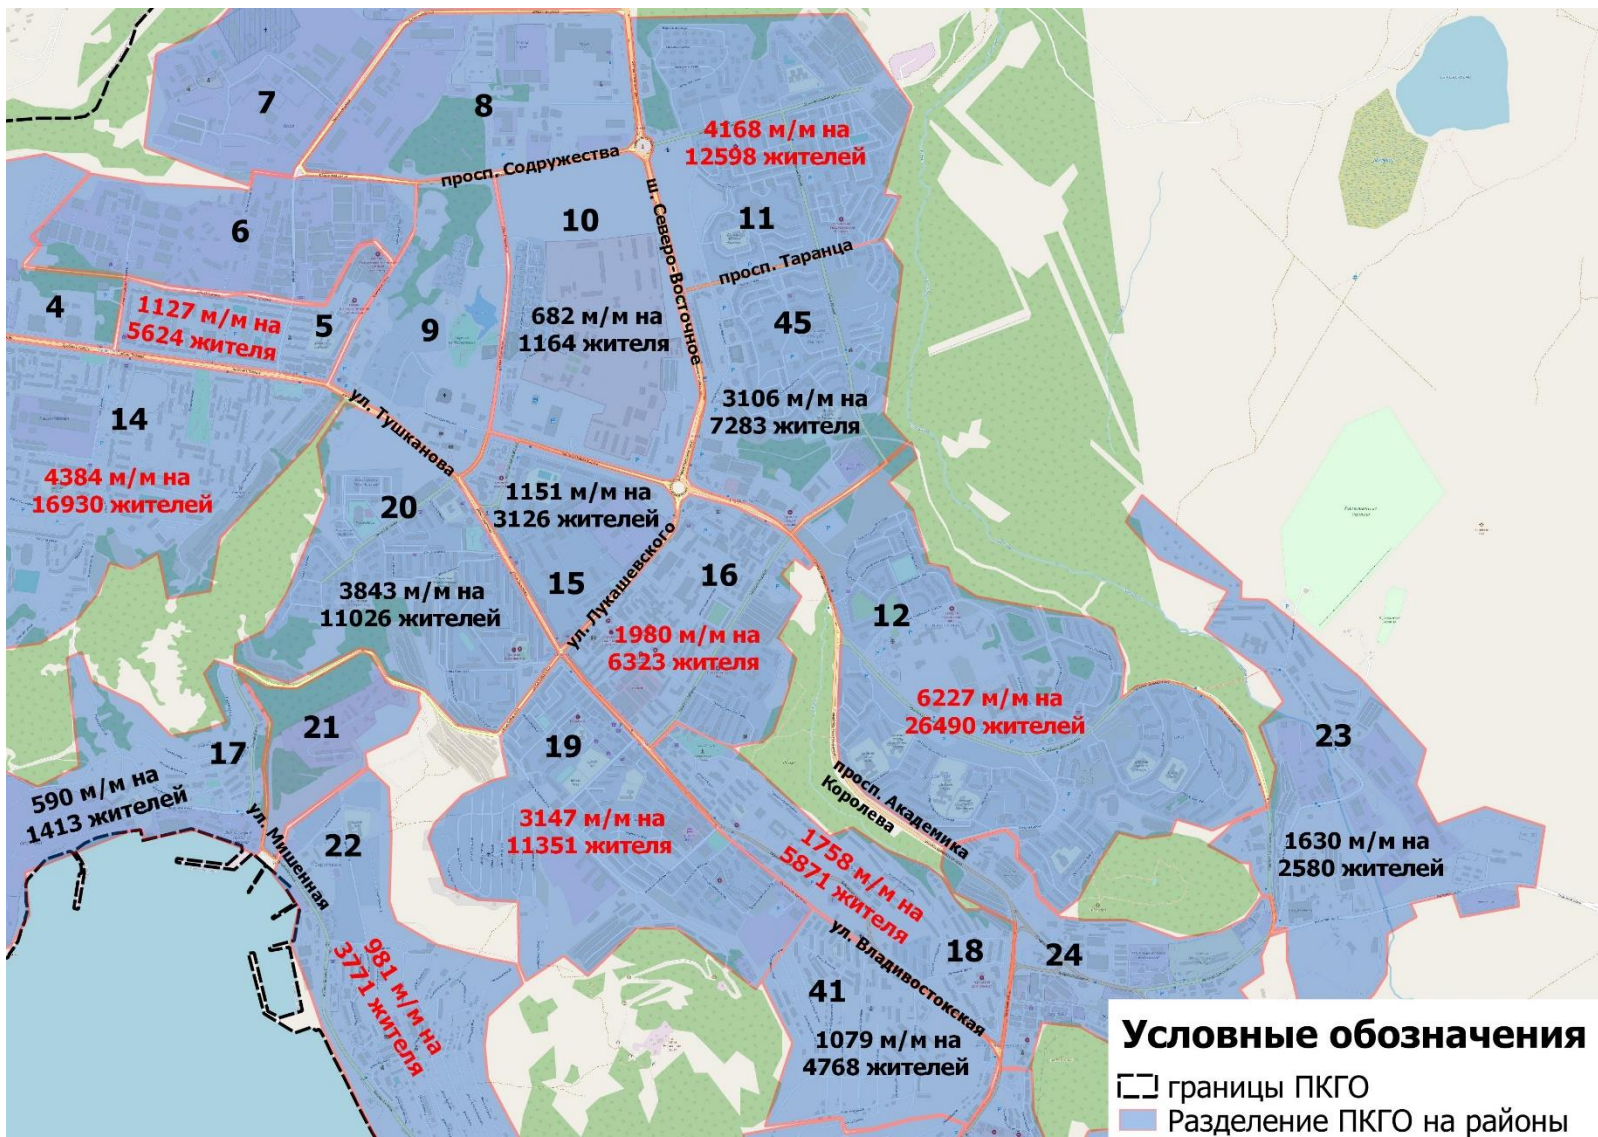 7
8
4168 м/м на
12598 жителей
просп. Содружества
6
10
ш. Северо-Восточное
11
просп. Таранца
4
1127 м/м на
5624 жителя
5
9
682 м/м на
1164 жителя
45
14
ул. Тушканова
3106 м/м на
7283 жителя
4384 м/м на
16930 жителей
20
1151 м/м на
3126 жителей
3843 м/м на
11026 жителей
15
ул. Лукашевского
16
12
1980 м/м на
6323 жителя
6227 м/м на
26490 жителей
17
21
19
23
590 м/м на
1413 жителей
ул. Мишенная
22
3147 м/м на
11351 жителя
просп. Академика
Королева
1758 м/м на
5871 жителя
1630 м/м на
2580 жителей
981 м/м на
3771 жителя
ул. Владивостокская
18
24
41
1079 м/м на
4768 жителей
Условные обозначения
границы ПКГО
Разделение ПКГО на районы